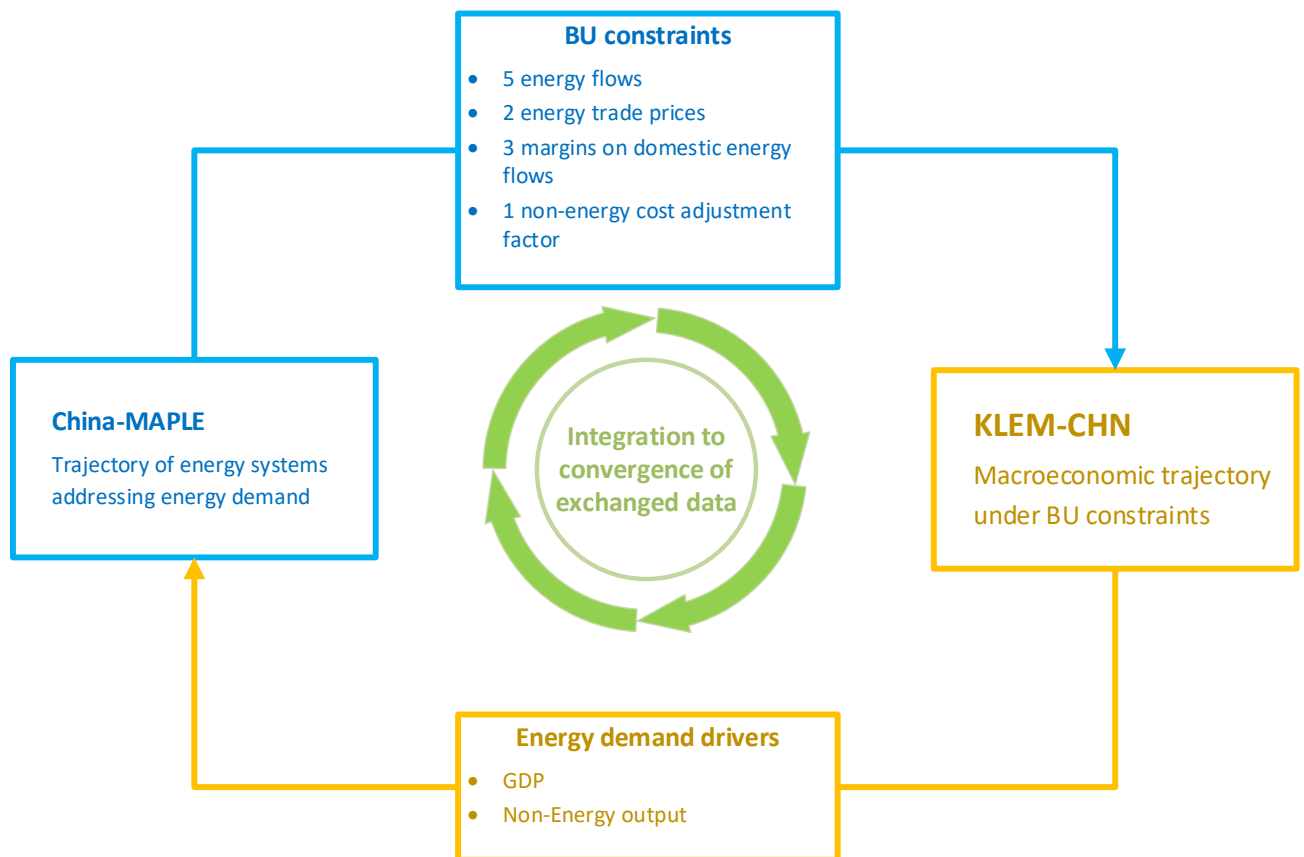 BU constraints
• 5 energy flows
• 2 energy trade prices
• 3 margins on domestic energy
flows
• 1 non-energy cost adjustment
factor
China-MAPLE
Trajectory of energy systems
addressing energy demand
Integration to
convergence of
exchanged data
KLEM-CHN
Macroeconomic trajectory
under BU constraints
Energy demand drivers
• GDP
• Non-Energy output